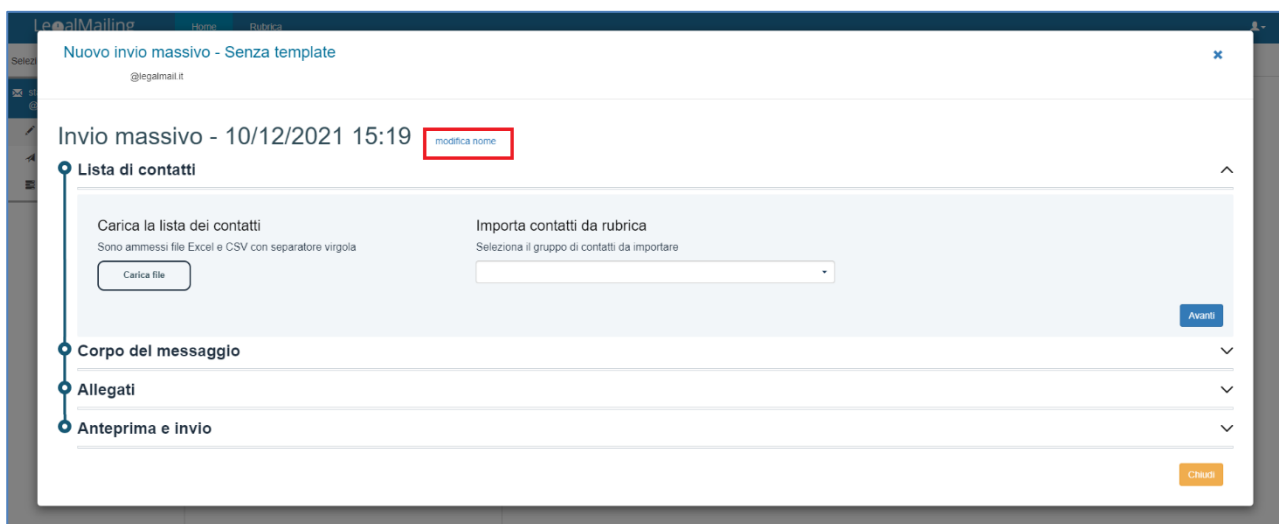 LegalMailing Home Rubrica
Selezi
Nuovo invio massivo - Senza template
@legalmail.it
st
@
Invio massivo - 10/12/2021 15:19 modifica nome
Lista di contatti
Carica la lista dei contatti
Sono ammessi file Excel e CSV con separatore virgola
Carica file
Importa contatti da rubrica
Seleziona il gruppo di contatti da importare
Avanti
Corpo del messaggio
Allegati
Anteprima e invio
Chiudi